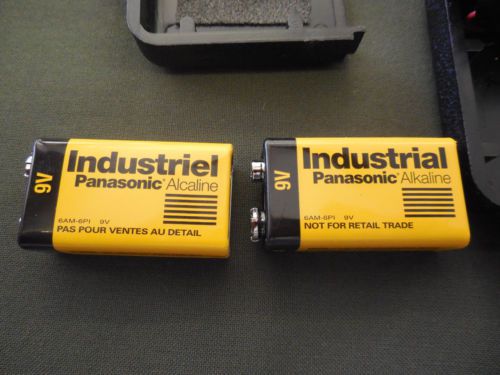 9V
Industriel
Panasonic Alcaline
6AM-6PI 9V
PAS POUR VENTES AU DETAIL
9V
Industrial
Panasonic Alkaline
6AM-6PI 9V
NOT FOR RETAIL TRADE